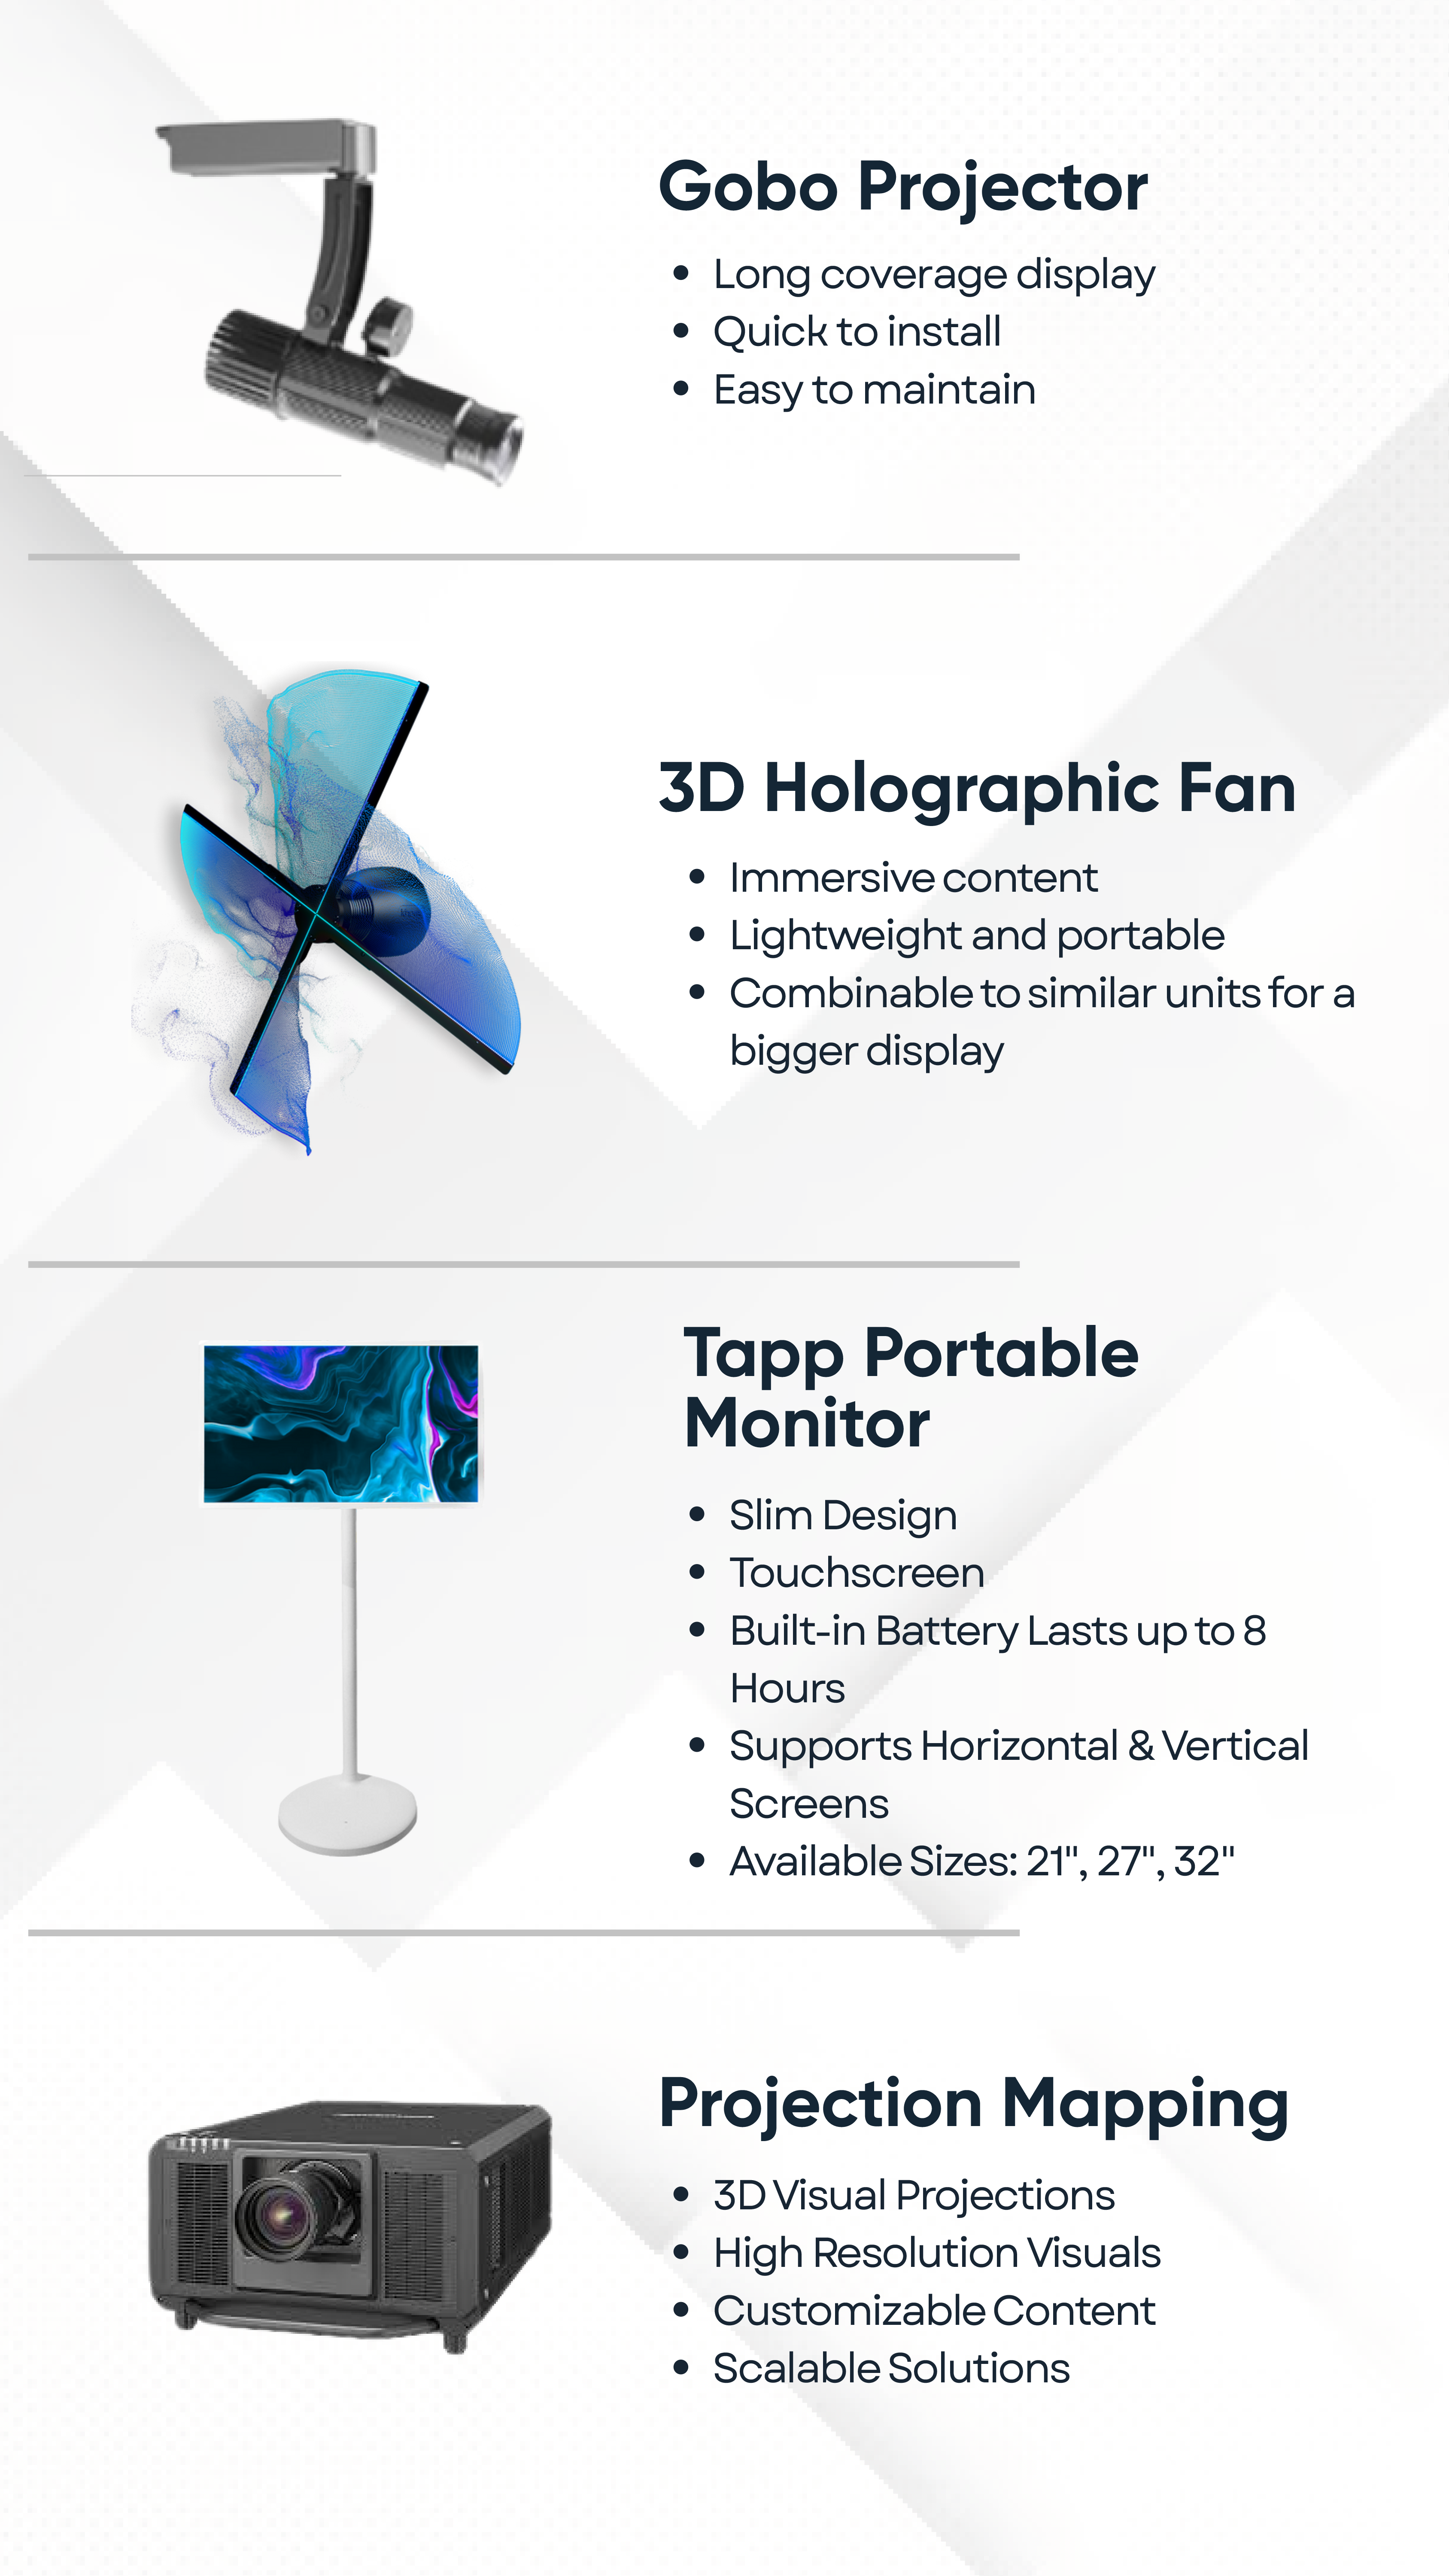 Gobo Projector
• Long coverage display
• Quick to install
• Easy to maintain
3D Holographic Fan
• Immersive content
• Lightweight and portable
• Combinable to similar units for a
bigger display
Tapp Portable
Monitor
• Slim Design
• Touchscreen
• Built-in Battery Lasts up to 8
Hours
• Supports Horizontal & Vertical
Screens
• Available Sizes: 21", 27", 32"
Projection Mapping
• 3D Visual Projections
• High Resolution Visuals
• Customizable Content
• Scalable Solutions